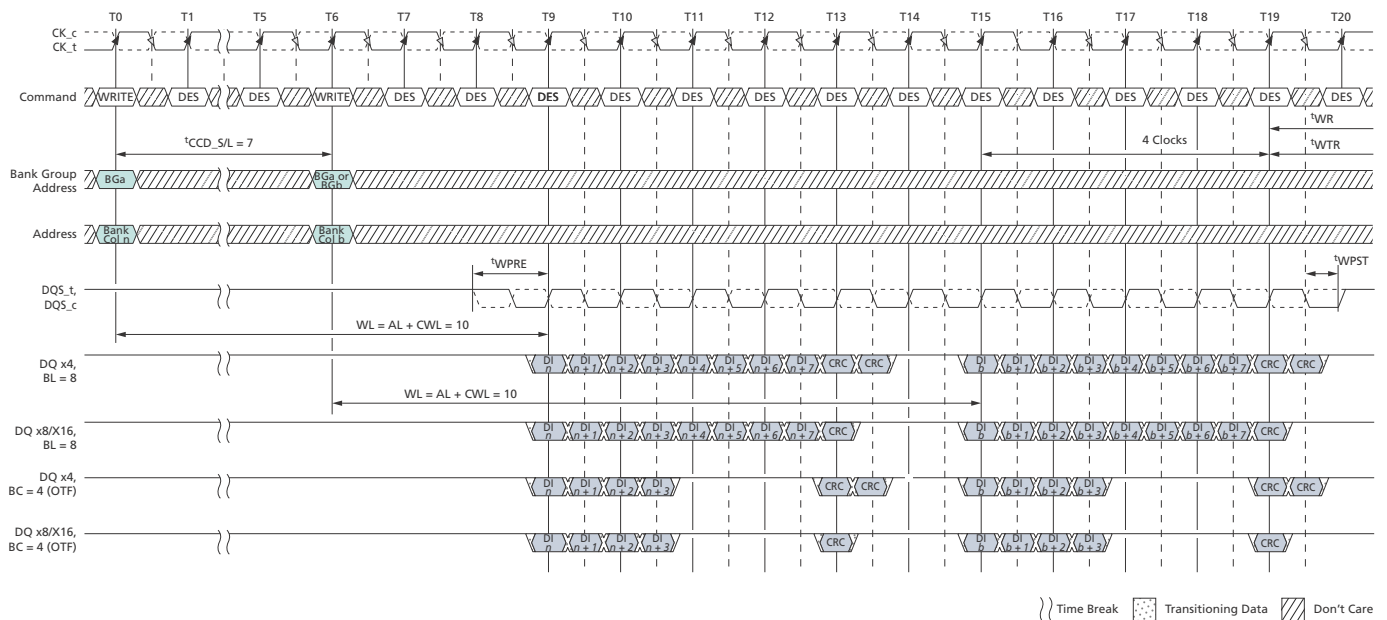 T0 T1 T5 T6 T7 T8 T9 T10 T11 T12 T13 T14 T15 T16 T17 T18 T19 T20
CK_c
CK_t
Command WRITE DES DES WRITE DES DES DES DES DES DES DES DES DES DES DES DES DES DES
tWR
tCCD_S/L = 7
4 Clocks
tWTR
Bank Group
Address
BGa
BGa or
BGb
Address
Bank
Col n
Bank
Col b
tWPRE
tWPST
DQS_t,
DQS_c
WL = AL + CWL = 10
DQ x4,
BL = 8
DI n DI n + 1 DI n + 2 DI n + 3 DI n + 4 DI n + 5 DI n + 6 DI n + 7 CRC CRC DI b DI b + 1 DI b + 2 DI b + 3 DI b + 4 DI b + 5 DI b + 6 DI b + 7 CRC CRC
WL = AL + CWL = 10
DQ x8/X16,
BL = 8
DI n DI n + 1 DI n + 2 DI n + 3 DI n + 4 DI n + 5 DI n + 6 DI n + 7 CRC DI b DI b + 1 DI b + 2 DI b + 3 DI b + 4 DI b + 5 DI b + 6 DI b + 7 CRC
DQ x4,
BC = 4 (OTF)
DI n DI n + 1 DI n + 2 DI n + 3 CRC CRC DI b DI b + 1 DI b + 2 DI b + 3 CRC CRC
DQ x8/X16,
BC = 4 (OTF)
DI n DI n + 1 DI n + 2 DI n + 3 CRC DI b DI b + 1 DI b + 2 DI b + 3 CRC
Time Break Transitioning Data Don't Care